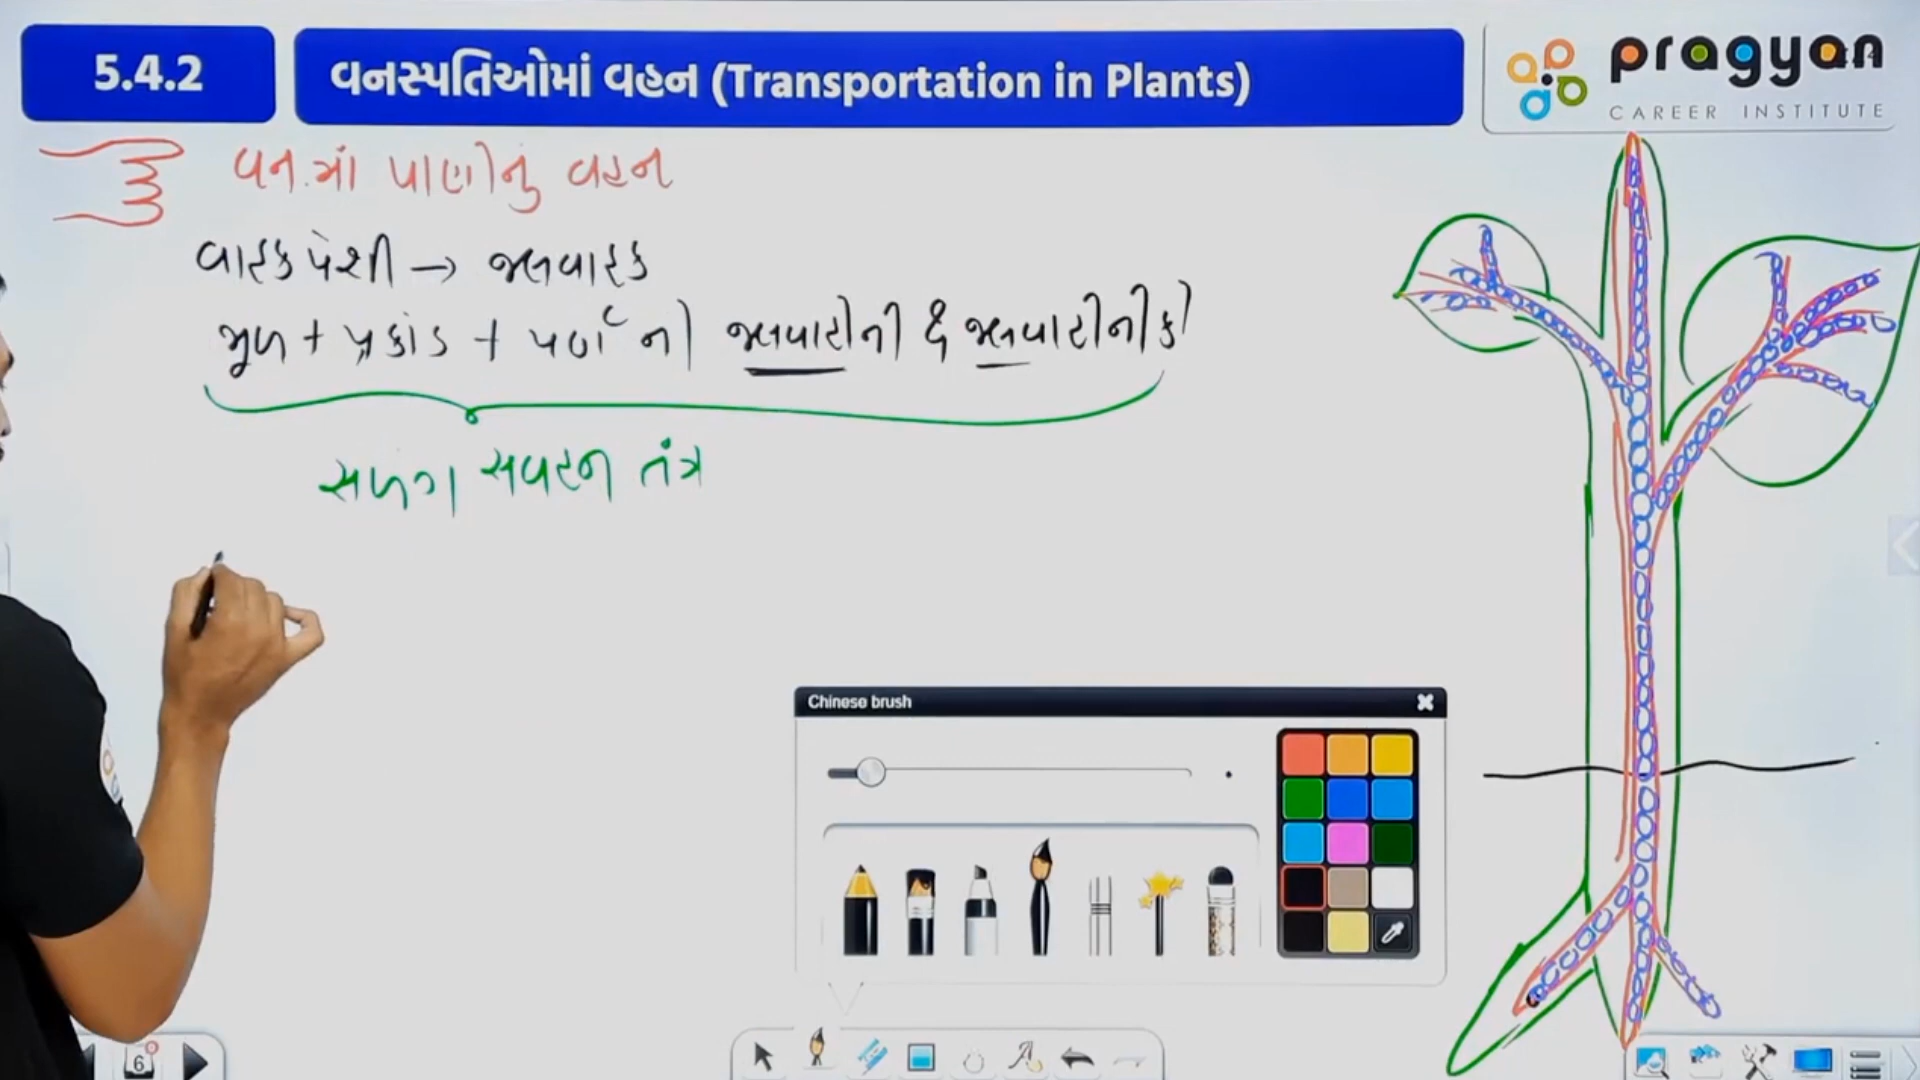 5.4.2
વનસ્પતિઓમાં વહન (Transportation in Plants)
pragyan
CAREER INSTITUTE
વન.માં પાણીનું વહન
વાહક પેશી → જલવાહક
મૂળ + પ્રકાંડ + પર્ણની જલવાહીની & જલવાહીનીકી
સળંગ સંવહન તંત્ર
Chinese brush
6